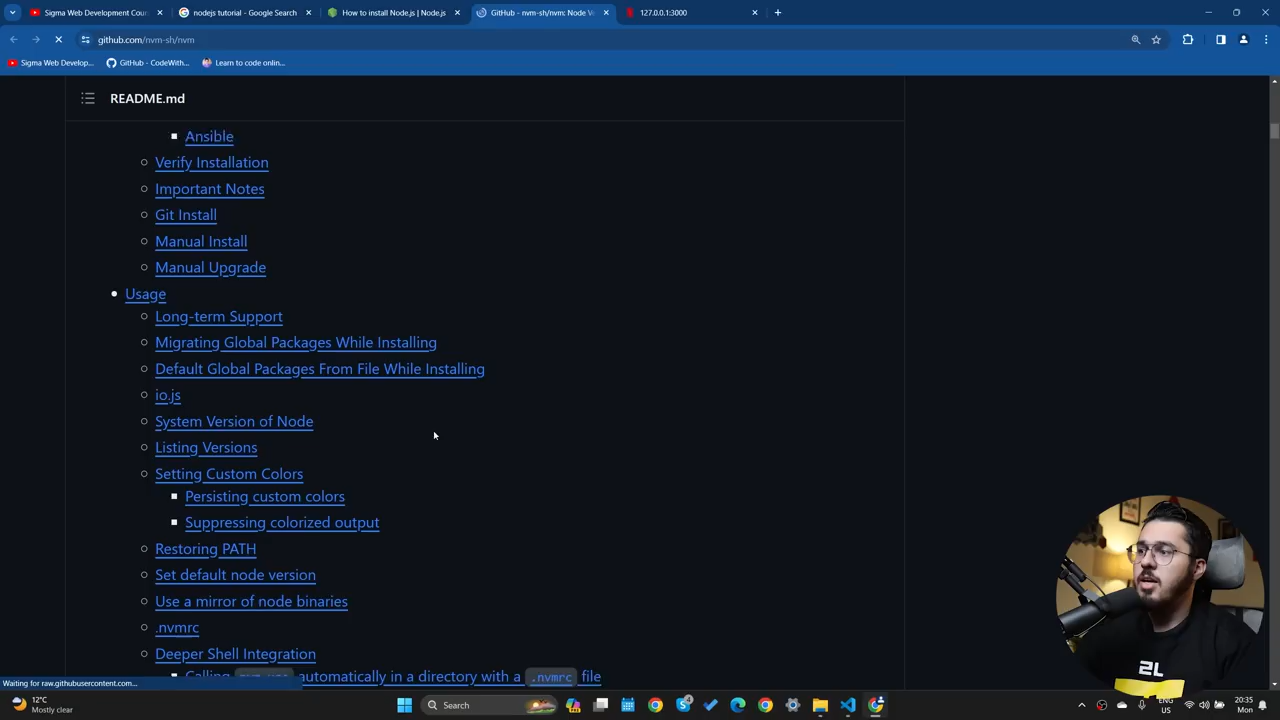 Sigma Web Development Cour
nodejs tutorial - Google Search
How to install Node.js | Node.js
GitHub - nvm-sh/nvm: Node Ve
127.0.0.1:3000
github.com/nvm-sh/nvm
Sigma Web Develop...
GitHub - CodeWith...
Learn to code onlin...
README.md
Ansible
Verify Installation
Important Notes
Git Install
Manual Install
Manual Upgrade
Usage
Long-term Support
Migrating Global Packages While Installing
Default Global Packages From File While Installing
io.js
System Version of Node
Listing Versions
Setting Custom Colors
Persisting custom colors
Suppressing colorized output
Restoring PATH
Set default node version
Use a mirror of node binaries
.nvmrc
Deeper Shell Integration
Calling automatically in a directory with a .nvmrc file
Waiting for raw.githubusercontent.com...
12°C
Mostly clear
Search
ENG
US
20:35
Mon